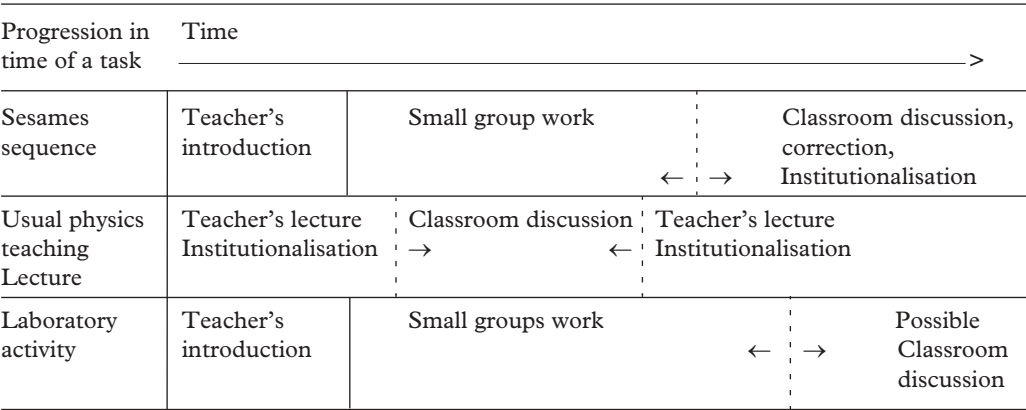 Progression in time of a task
Time
>
Sesames sequence
Teacher's introduction
Small group work
← →
Classroom discussion, correction, Institutionalisation
Usual physics teaching Lecture
Teacher's lecture Institutionalisation
→
Classroom discussion
←
Teacher's lecture Institutionalisation
Laboratory activity
Teacher's introduction
Small groups work
← →
Possible Classroom discussion